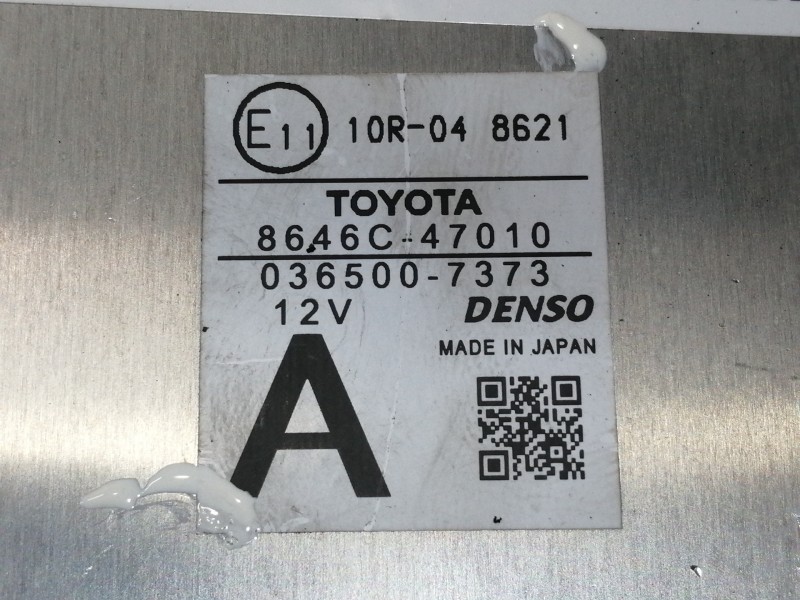 E11 10R-04 8621
TOYOTA
8646C-47010
036500-7373
12V DENSO
MADE IN JAPAN
A